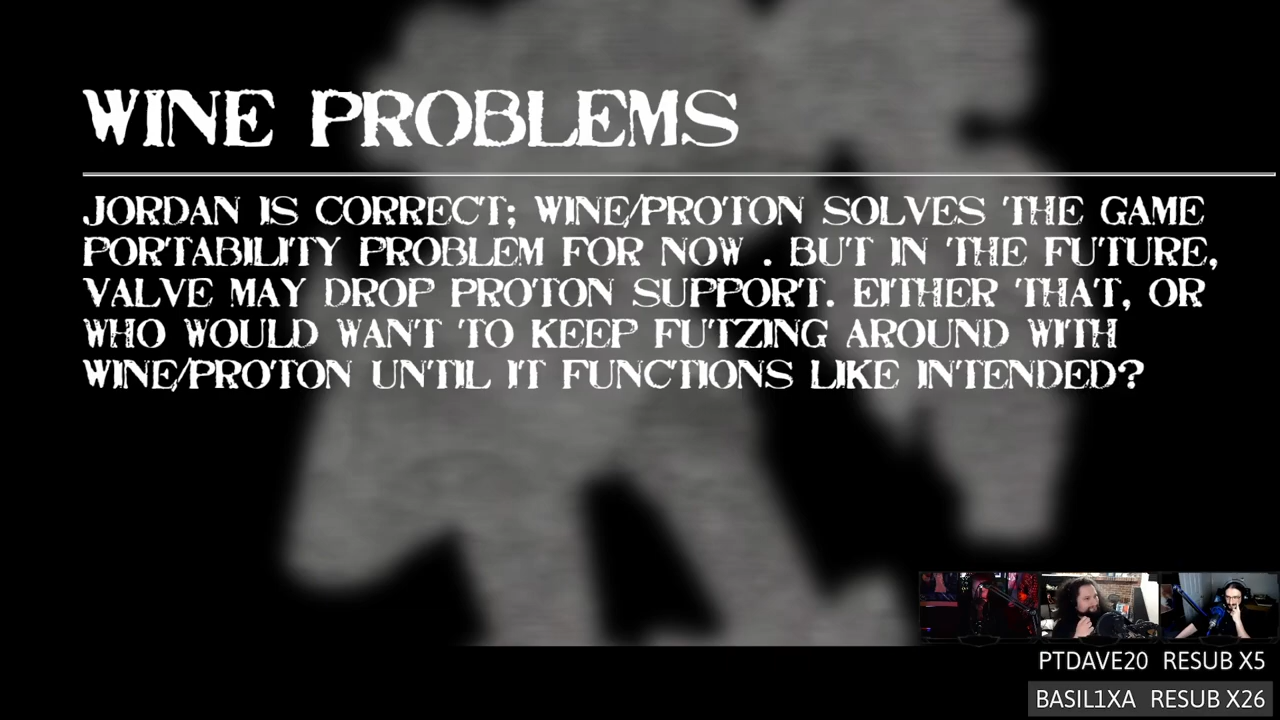 WINE PROBLEMS
JORDAN IS CORRECT; WINE/PROTON SOLVES THE GAME
PORTABILITY PROBLEM FOR NOW . BUT IN THE FUTURE,
VALVE MAY DROP PROTON SUPPORT. EITHER THAT, OR
WHO WOULD WANT TO KEEP FUTZING AROUND WITH
WINE/PROTON UNTIL IT FUNCTIONS LIKE INTENDED?
PTDAVE20 RESUB X5
BASIL1XA RESUB X26